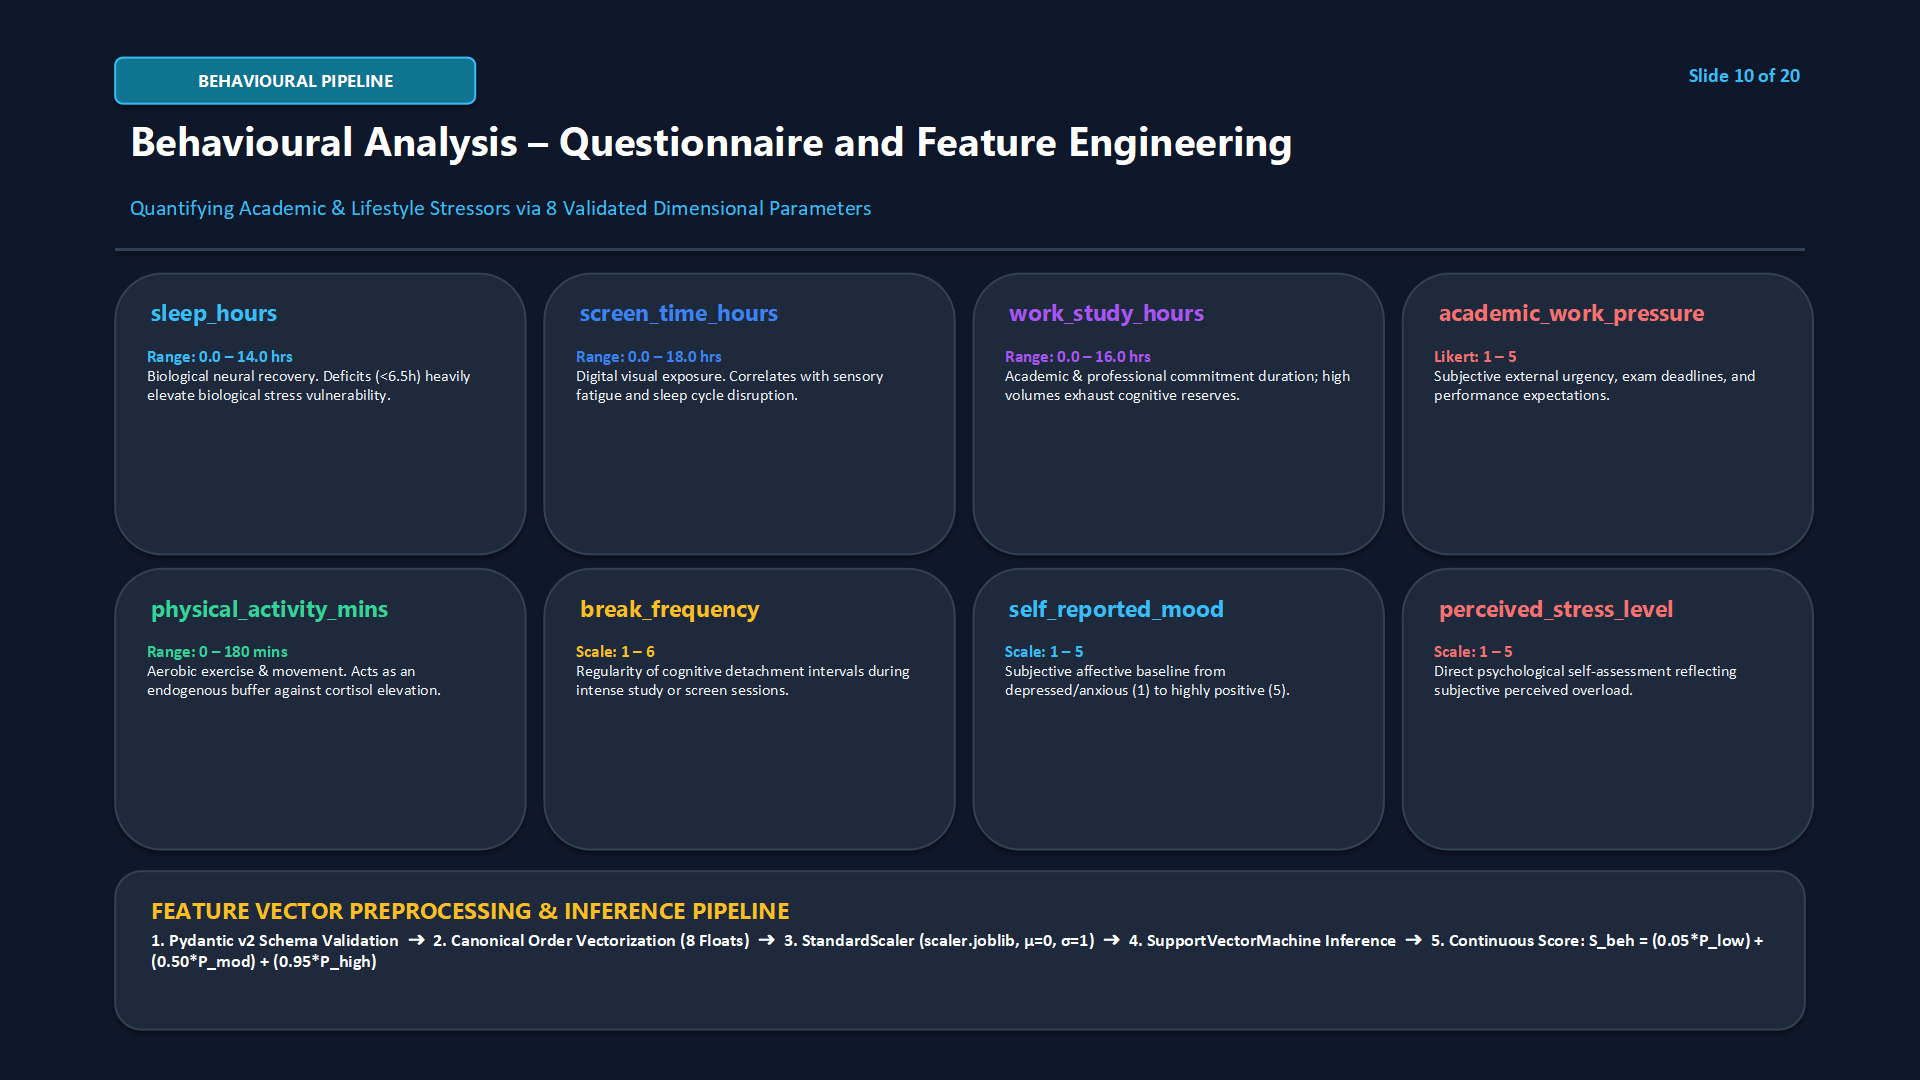 BEHAVIOURAL PIPELINE
Slide 10 of 20
Behavioural Analysis – Questionnaire and Feature Engineering
Quantifying Academic & Lifestyle Stressors via 8 Validated Dimensional Parameters
sleep_hours
Range: 0.0 – 14.0 hrs
Biological neural recovery. Deficits (<6.5h) heavily
elevate biological stress vulnerability.
screen_time_hours
Range: 0.0 – 18.0 hrs
Digital visual exposure. Correlates with sensory
fatigue and sleep cycle disruption.
work_study_hours
Range: 0.0 – 16.0 hrs
Academic & professional commitment duration; high
volumes exhaust cognitive reserves.
academic_work_pressure
Likert: 1 – 5
Subjective external urgency, exam deadlines, and
performance expectations.
physical_activity_mins
Range: 0 – 180 mins
Aerobic exercise & movement. Acts as an
endogenous buffer against cortisol elevation.
break_frequency
Scale: 1 – 6
Regularity of cognitive detachment intervals during
intense study or screen sessions.
self_reported_mood
Scale: 1 – 5
Subjective affective baseline from
depressed/anxious (1) to highly positive (5).
perceived_stress_level
Scale: 1 – 5
Direct psychological self-assessment reflecting
subjective perceived overload.
FEATURE VECTOR PREPROCESSING & INFERENCE PIPELINE
1. Pydantic v2 Schema Validation ➔ 2. Canonical Order Vectorization (8 Floats) ➔ 3. StandardScaler (scaler.joblib, μ=0, σ=1) ➔ 4. SupportVectorMachine Inference ➔ 5. Continuous Score: S_beh = (0.05*P_low) +
(0.50*P_mod) + (0.95*P_high)